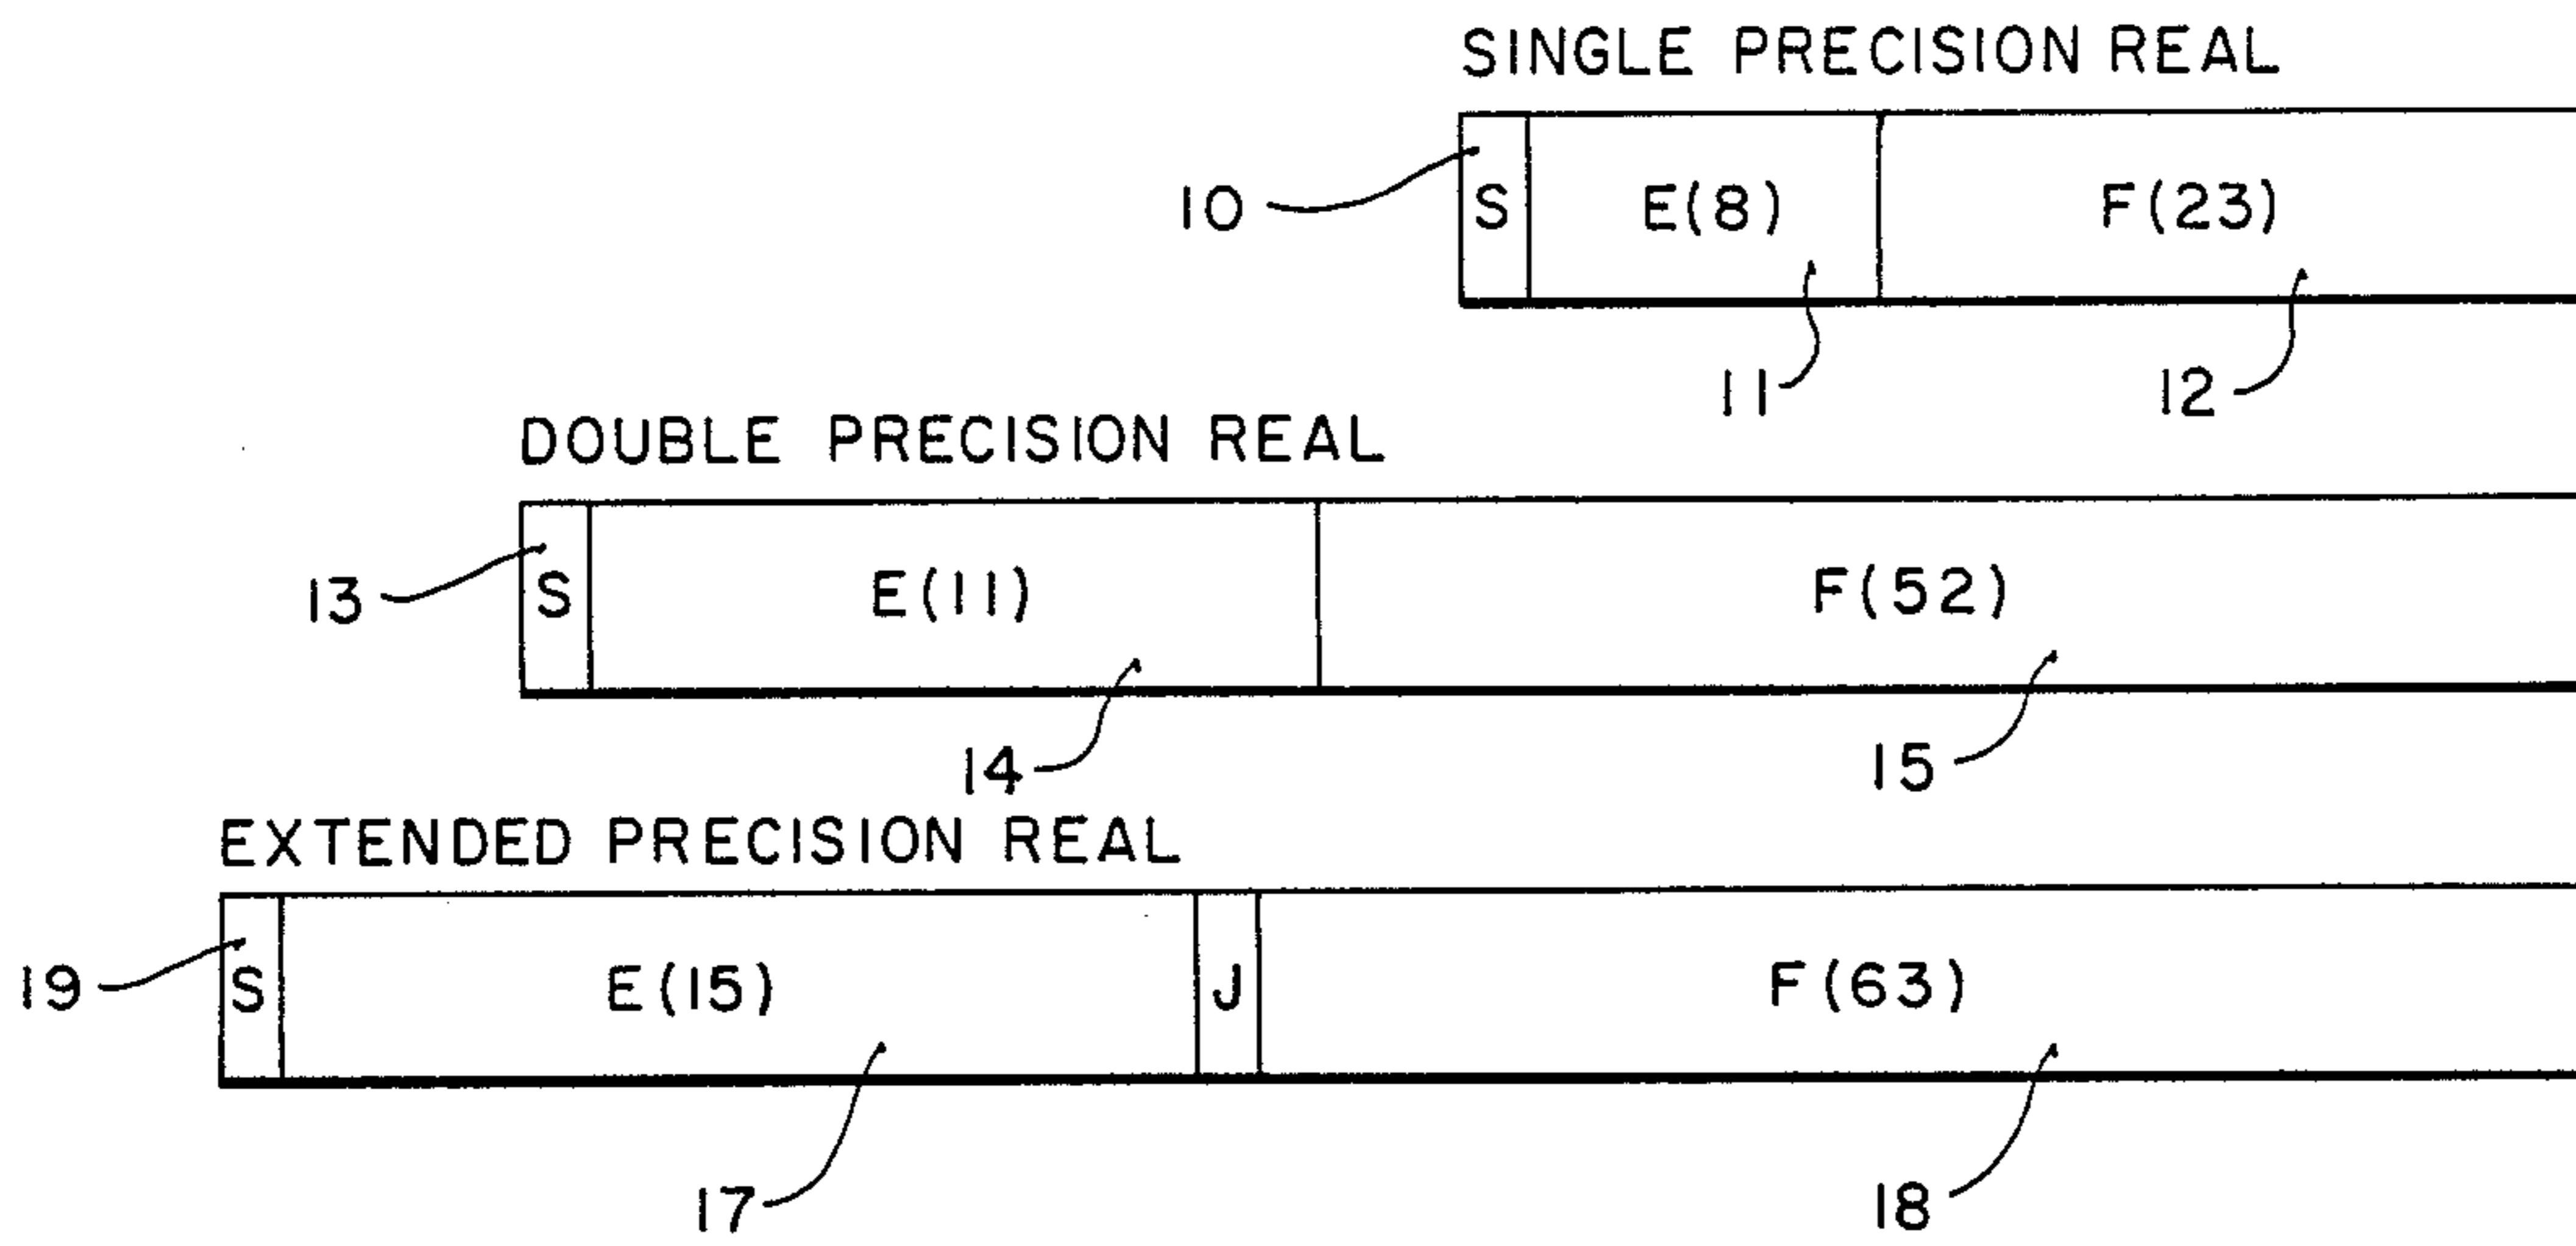 SINGLE PRECISION REAL
10 S E(8) F(23)
11 12
DOUBLE PRECISION REAL
13 S E(11) F(52)
14 15
EXTENDED PRECISION REAL
19 S E(15) J F(63)
17 18